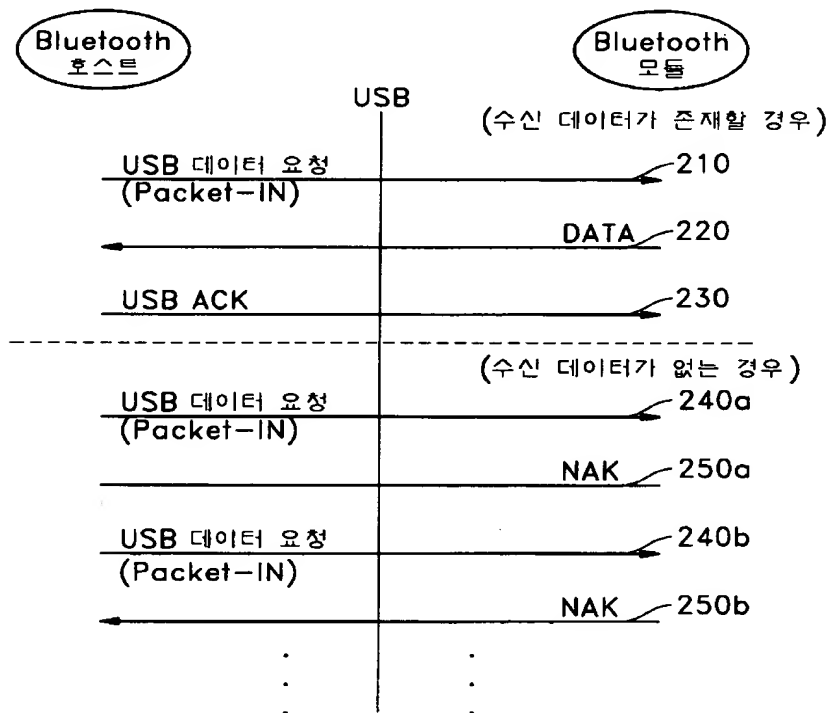 Bluetooth
호스트
Bluetooth
모듈
USB
(수신 데이터가 존재할 경우)
USB 데이터 요청
(Packet-IN)
210
DATA
220
USB ACK
230
(수신 데이터가 없는 경우)
USB 데이터 요청
(Packet-IN)
240a
NAK
250a
USB 데이터 요청
(Packet-IN)
240b
NAK
250b